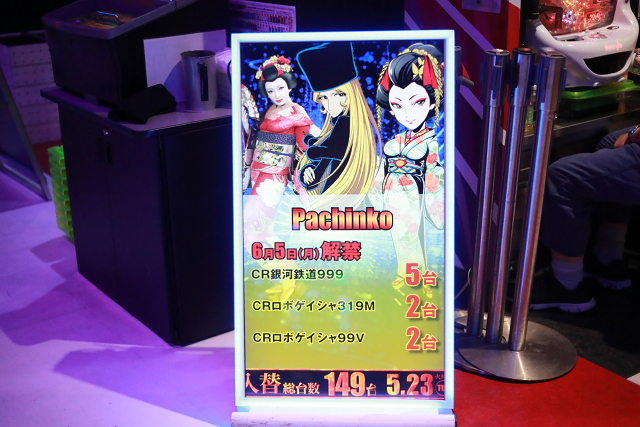 Pachinko
6月5日(月)解禁
CR銀河鉄道999 5台
CRロボゲイシャ319M 2台
CRロボゲイシャ99V 2台
入替 総台数 149台 5.23